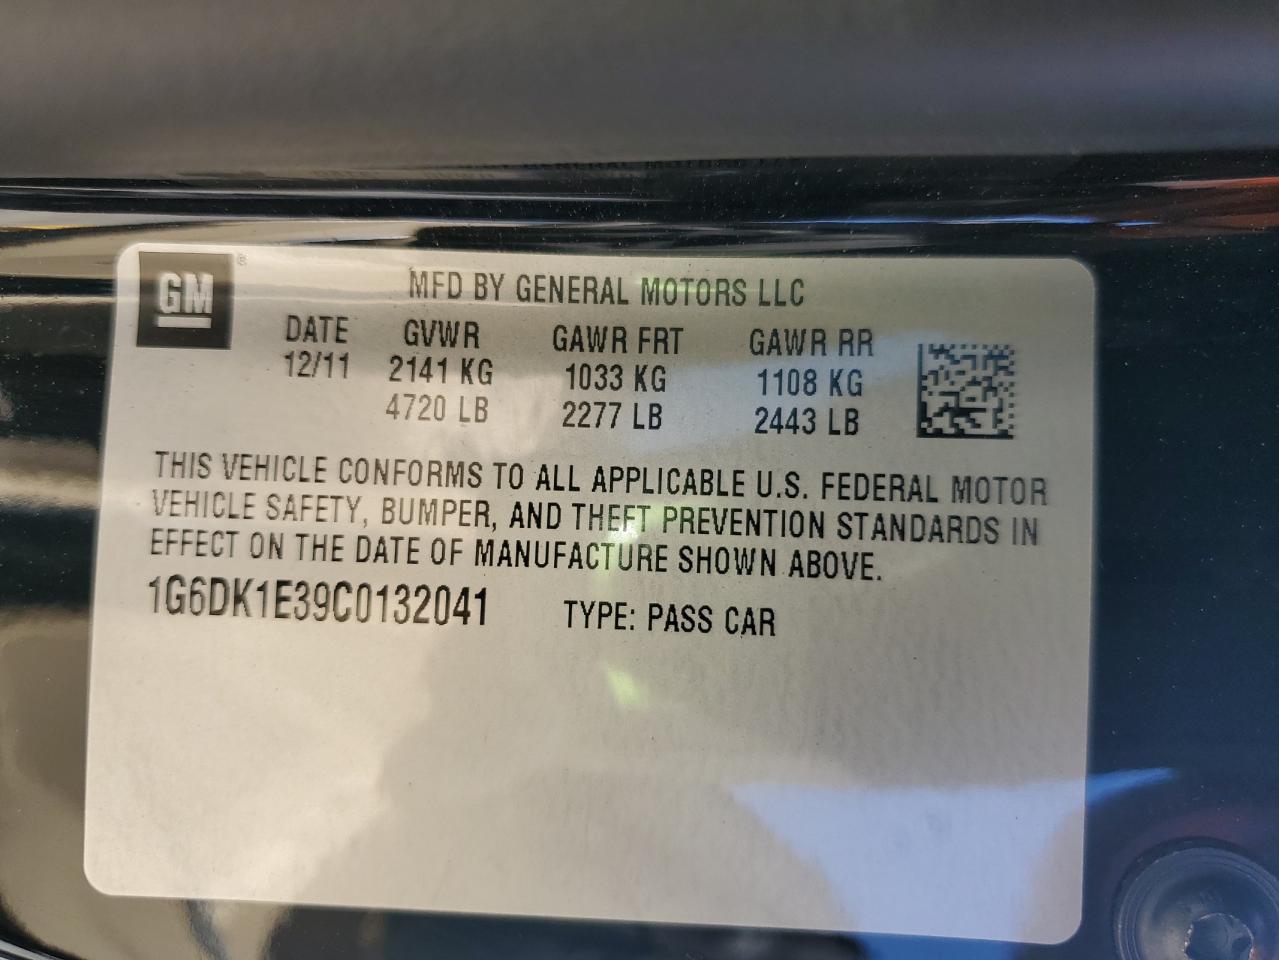 GM ®
MFD BY GENERAL MOTORS LLC
DATE GVWR GAWR FRT GAWR RR
12/11 2141 KG 1033 KG 1108 KG
4720 LB 2277 LB 2443 LB
THIS VEHICLE CONFORMS TO ALL APPLICABLE U.S. FEDERAL MOTOR
VEHICLE SAFETY, BUMPER, AND THEFT PREVENTION STANDARDS IN
EFFECT ON THE DATE OF MANUFACTURE SHOWN ABOVE.
1G6DK1E39C0132041 TYPE: PASS CAR